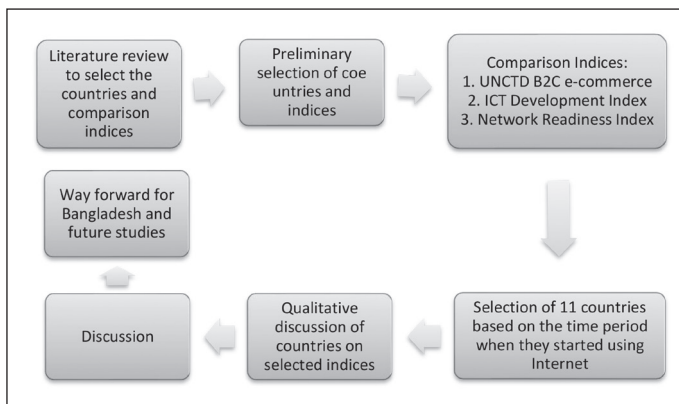 Literature review
to select the
countries and
comparison
indices
Preliminary
selection of coe
untries and
indices
Comparison Indices:
1. UNCTD B2C e-commerce
2. ICT Development Index
3. Network Readiness Index
Selection of 11 countries
based on the time period
when they started using
Internet
Qualitative
discussion of
countries on
selected indices
Discussion
Way forward for
Bangladesh and
future studies